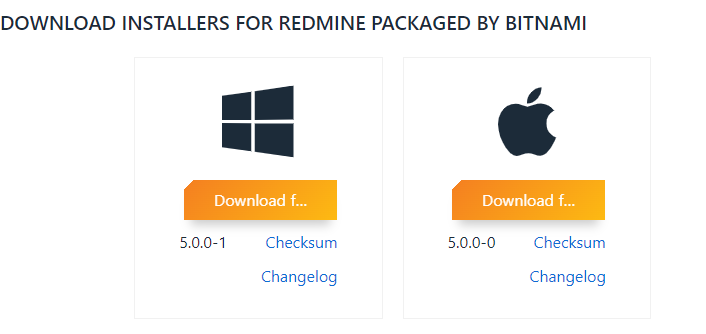 DOWNLOAD INSTALLERS FOR REDMINE PACKAGED BY BITNAMI
Download f...
5.0.0-1 Checksum
Changelog
Download f...
5.0.0-0 Checksum
Changelog